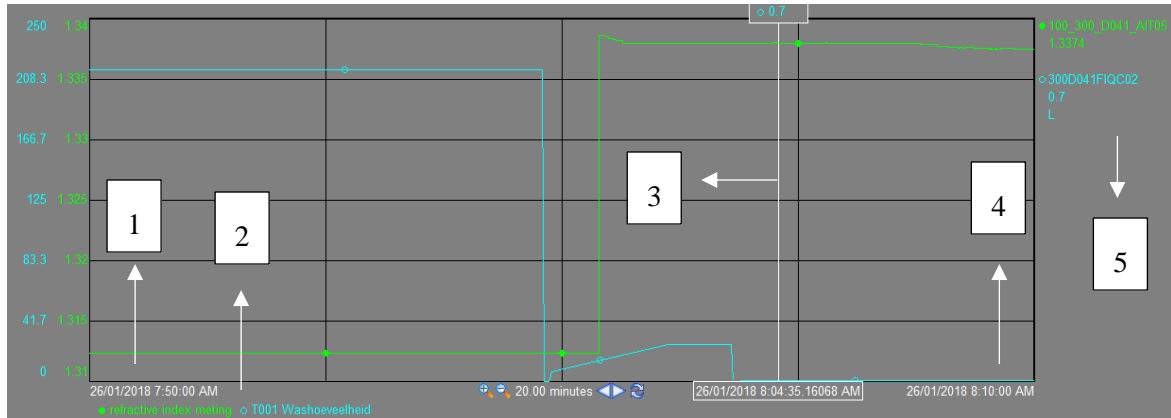 0.7
250 1.34
100_300_D041_AIT05
1.3374
208.3 1.335
300D041FIQC02
0.7
L
166.7 1.33
125 1.325
1
2
3
4
5
83.3 1.32
41.7 1.315
0 1.31
26/01/2018 7:50:00 AM
20.00 minutes
26/01/2018 8:04:35.16068 AM
26/01/2018 8:10:00 AM
refractive index meting T001 Washoeveelheid